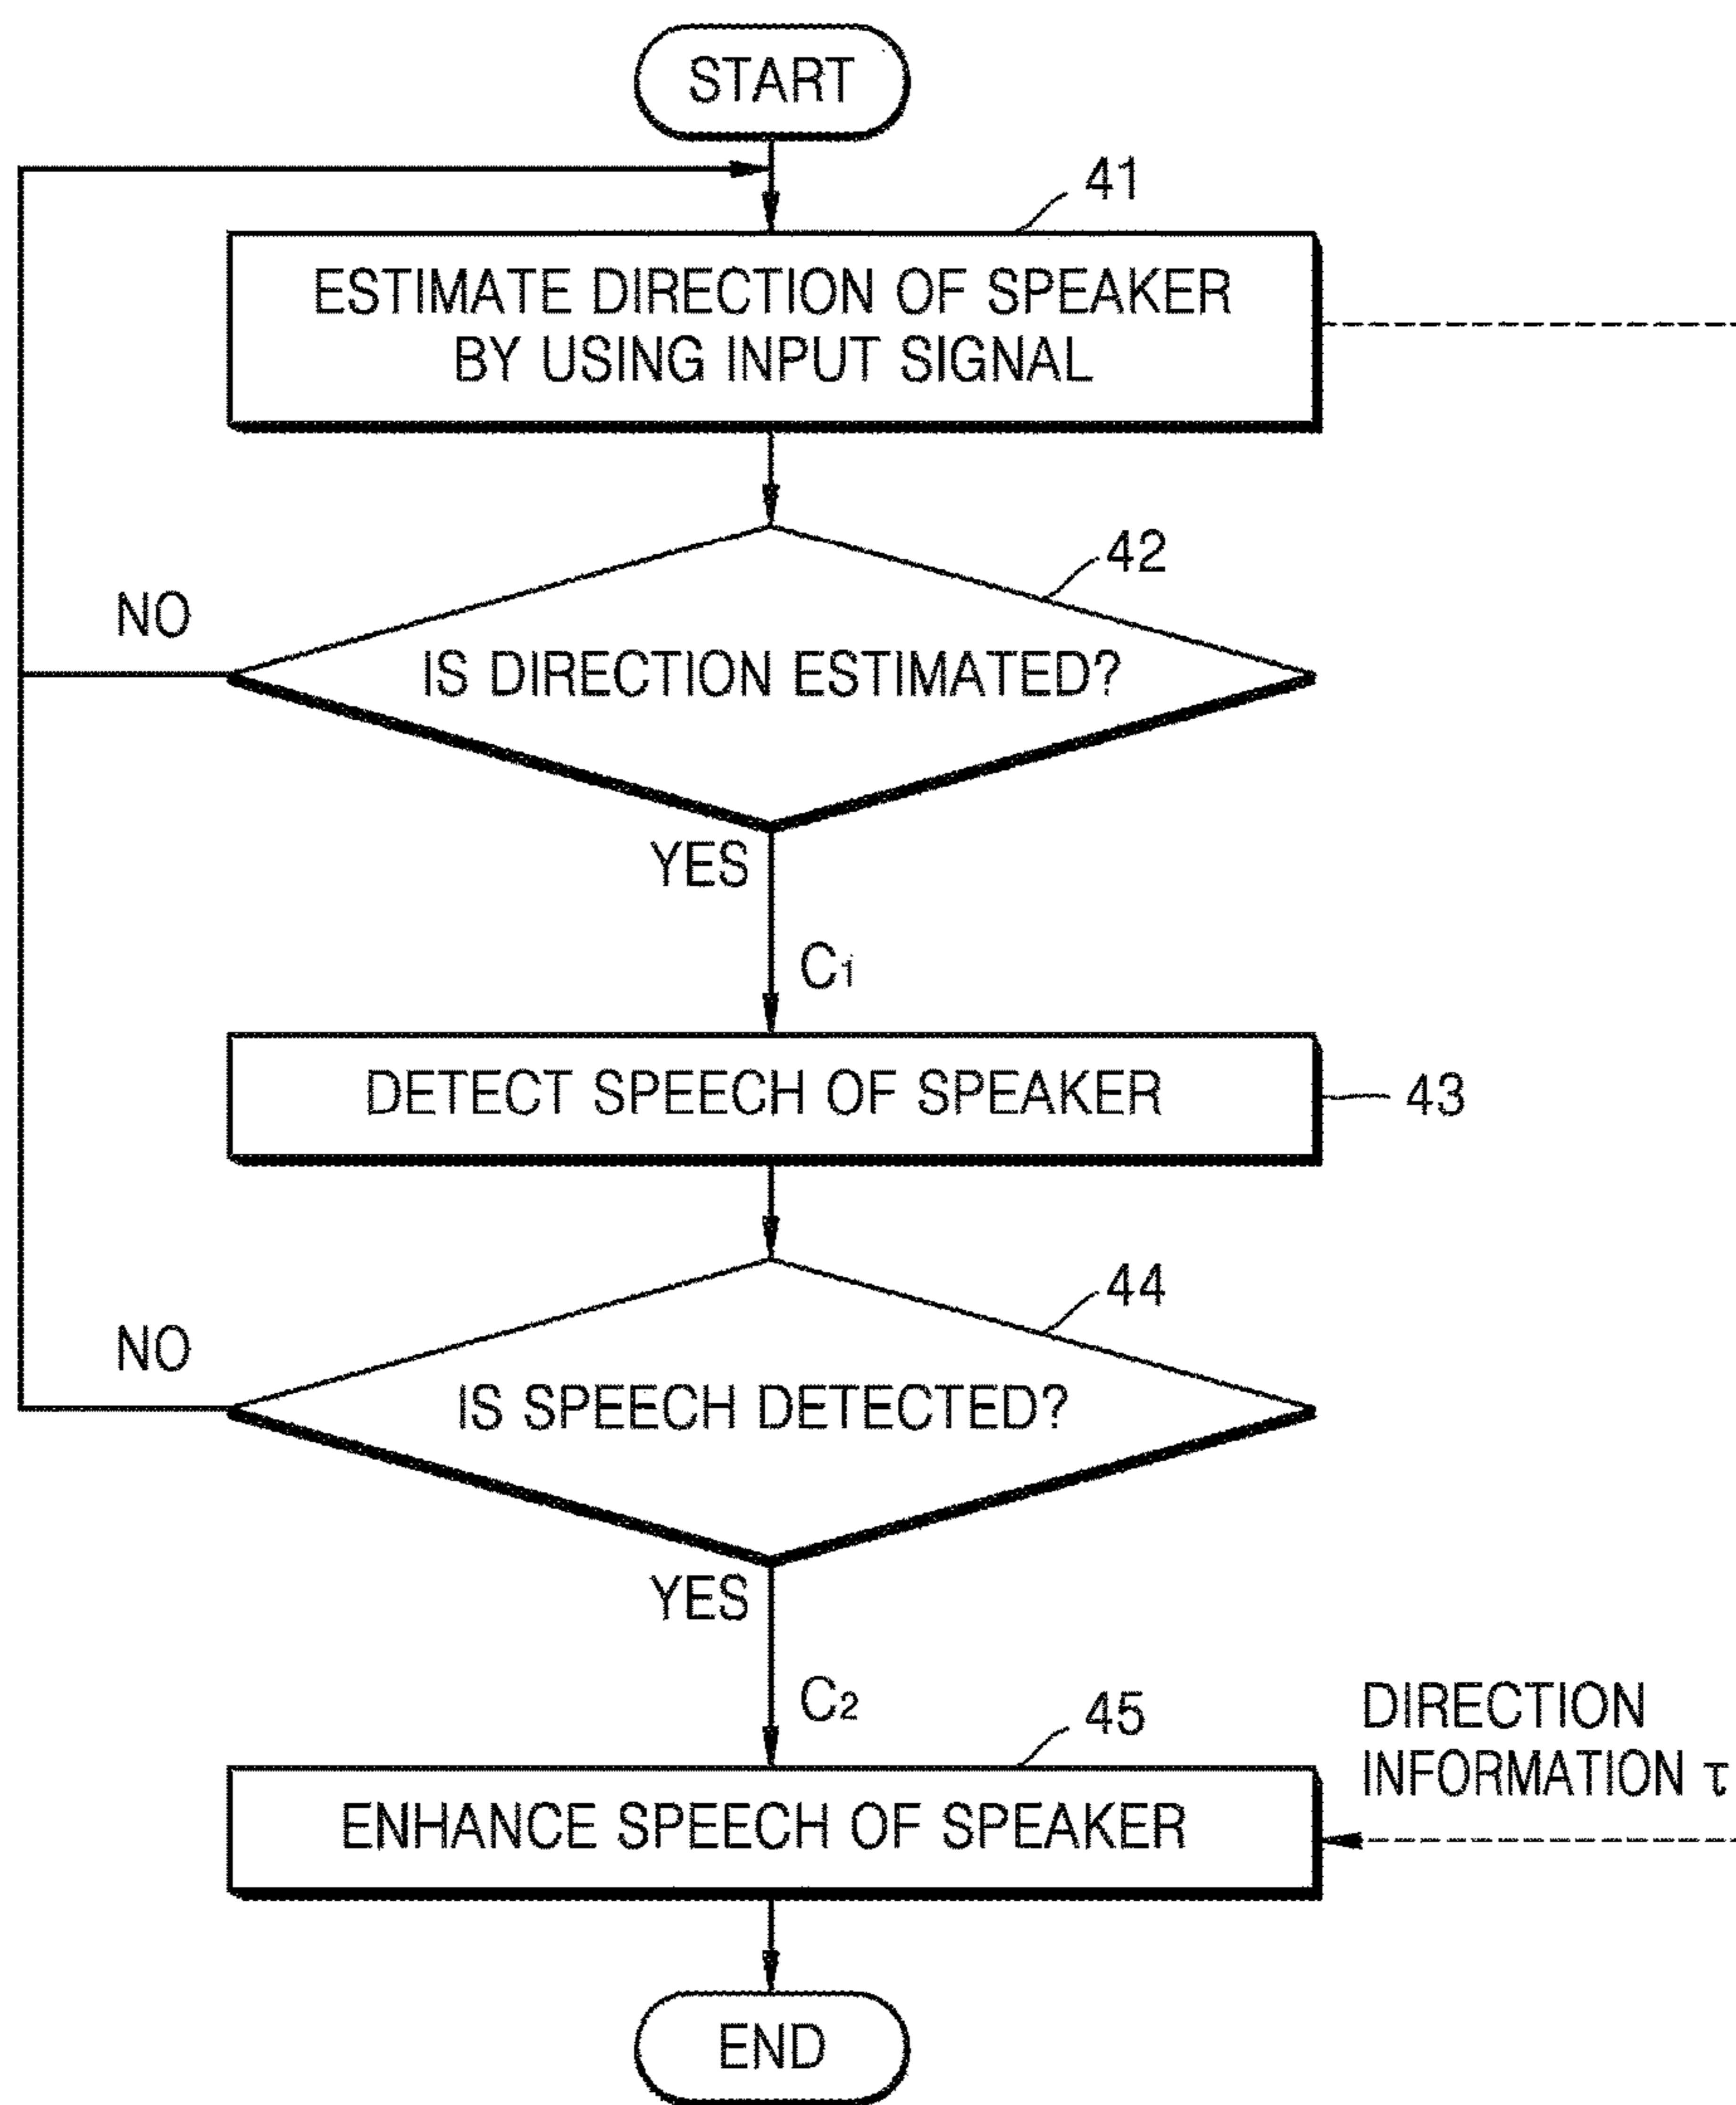 START
41
ESTIMATE DIRECTION OF SPEAKER
BY USING INPUT SIGNAL
42
NO
IS DIRECTION ESTIMATED?
YES
C₁
DETECT SPEECH OF SPEAKER
43
44
NO
IS SPEECH DETECTED?
YES
C₂
45
DIRECTION
INFORMATION τ
ENHANCE SPEECH OF SPEAKER
END